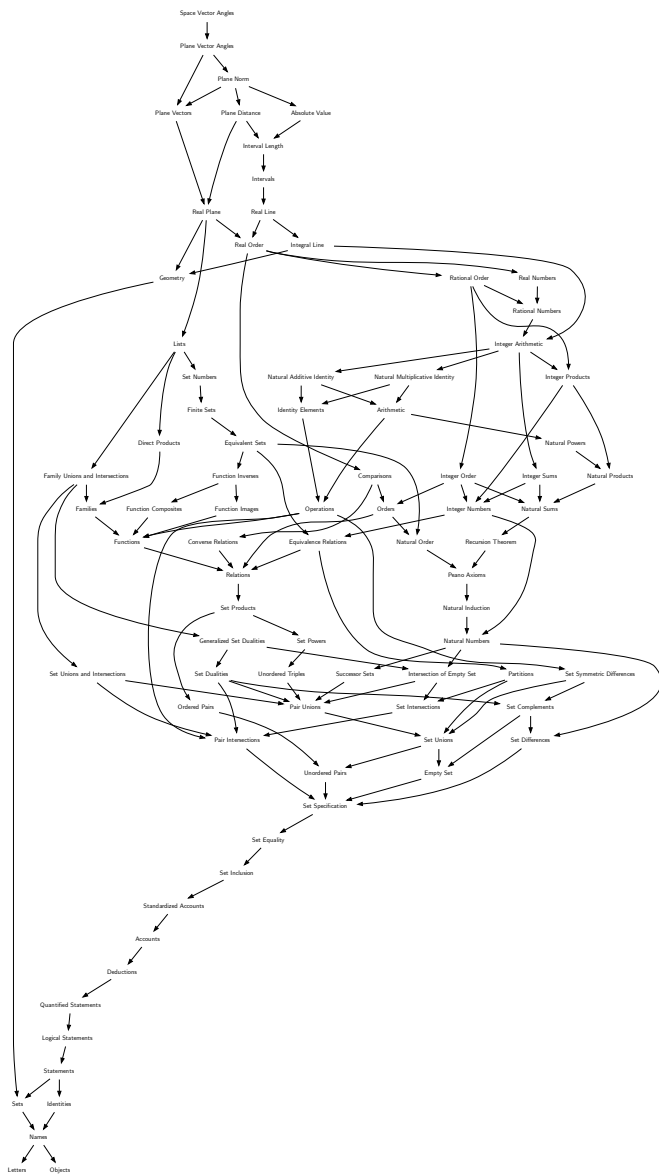 Space Vector Angles
Plane Vector Angles
Plane Norm
Plane Vectors Plane Distance Absolute Value
Interval Length
Intervals
Real Plane Real Line
Real Order Integral Line
Geometry Rational Order Real Numbers
Rational Numbers
Lists Integer Arithmetic
Set Numbers Natural Additive Identity Natural Multiplicative Identity Integer Products
Finite Sets Identity Elements Arithmetic
Direct Products Equivalent Sets Natural Powers
Family Unions and Intersections Function Inverses Comparisons Integer Order Integer Sums Natural Products
Families Function Composites Function Images Operations Orders Integer Numbers Natural Sums
Functions Converse Relations Equivalence Relations Natural Order Recursion Theorem
Relations Peano Axioms
Set Products Natural Induction
Generalized Set Dualities Set Powers Natural Numbers
Set Unions and Intersections Set Dualities Unordered Triples Successor Sets Intersection of Empty Set Partitions Set Symmetric Differences
Ordered Pairs Pair Unions Set Intersections Set Complements
Pair Intersections Set Unions Set Differences
Unordered Pairs Empty Set
Set Specification
Set Equality
Set Inclusion
Standardized Accounts
Accounts
Deductions
Quantified Statements
Logical Statements
Statements
Sets Identities
Names
Letters Objects